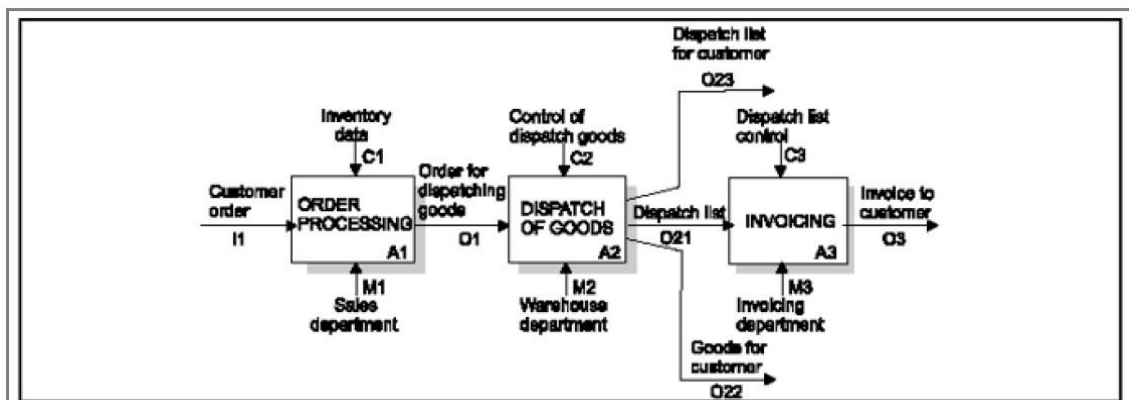 Dispatch list
for customer
O23
Inventory
data
C1
Control of
dispatch goods
C2
Dispatch list
control
C3
Customer
order
I1
ORDER
PROCESSING
A1
Order for
dispatching
goods
O1
DISPATCH
OF GOODS
A2
Dispatch list
O21
INVOICING
A3
Invoice to
customer
O3
M1
Sales
department
M2
Warehouse
department
M3
Invoicing
department
Goods for
customer
O22